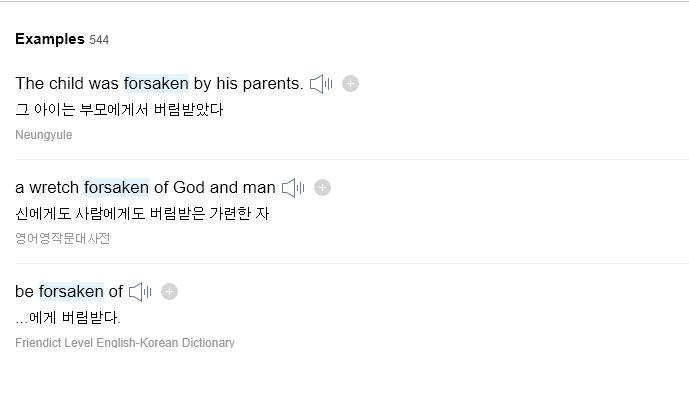 Examples 544
The child was forsaken by his parents.
그 아이는 부모에게서 버림받았다
Neungyule
a wretch forsaken of God and man
신에게도 사람에게도 버림받은 가련한 자
영어영작문대사전
be forsaken of
...에게 버림받다.
Friendict Level English-Korean Dictionary